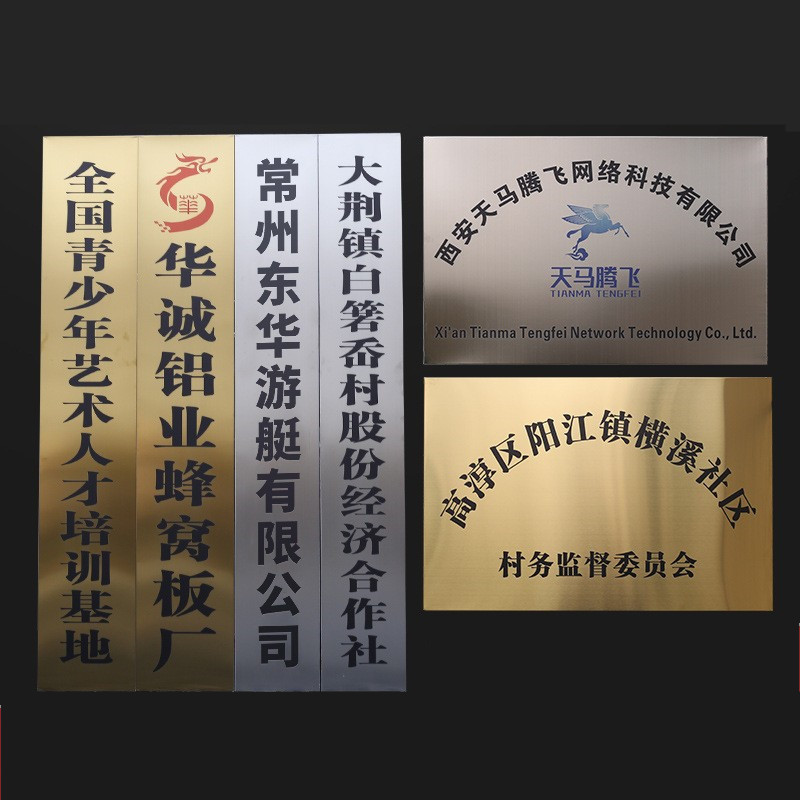 全国青少年艺术人才培训基地
華
华诚铝业蜂窝板厂
常州东华游艇有限公司
大荆镇白箬岙村股份经济合作社
西安天马腾飞网络科技有限公司
天马腾飞
TIANMA TENGFEI
Xi'an Tianma Tengfei Network Technology Co., Ltd.
高淳区阳江镇横溪社区
村务监督委员会